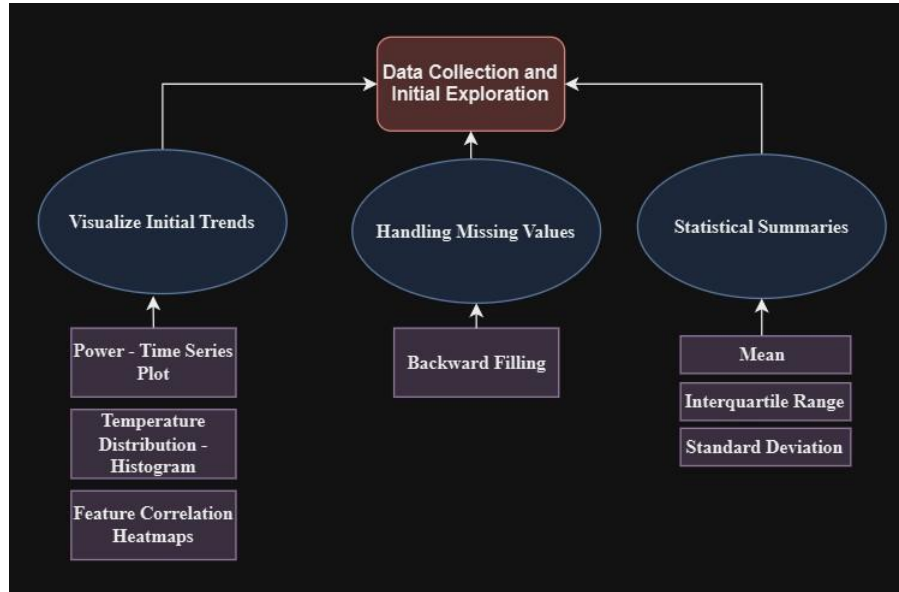 Data Collection and
Initial Exploration
Visualize Initial Trends
Handling Missing Values
Statistical Summaries
Power - Time Series
Plot
Temperature
Distribution -
Histogram
Feature Correlation
Heatmaps
Backward Filling
Mean
Interquartile Range
Standard Deviation